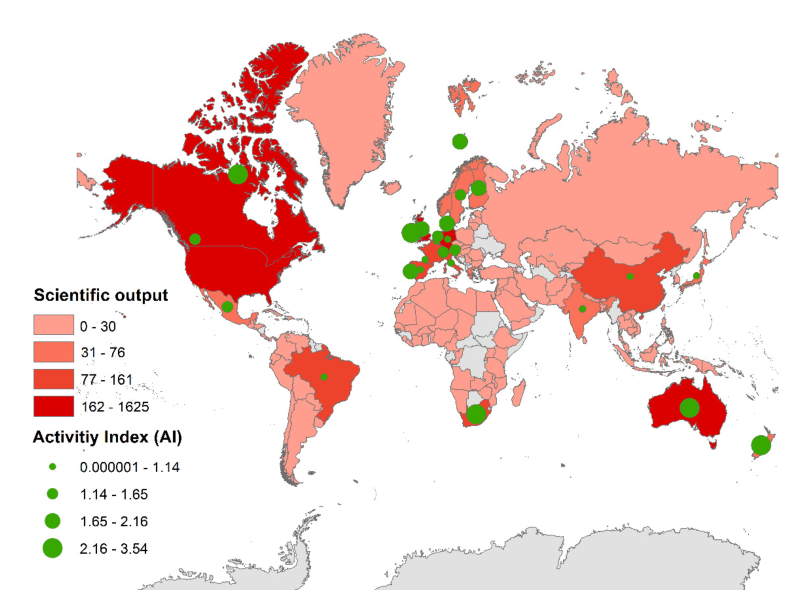 Scientific output
0 - 30
31 - 76
77 - 161
162 - 1625
Activitiy Index (AI)
0.000001 - 1.14
1.14 - 1.65
1.65 - 2.16
2.16 - 3.54